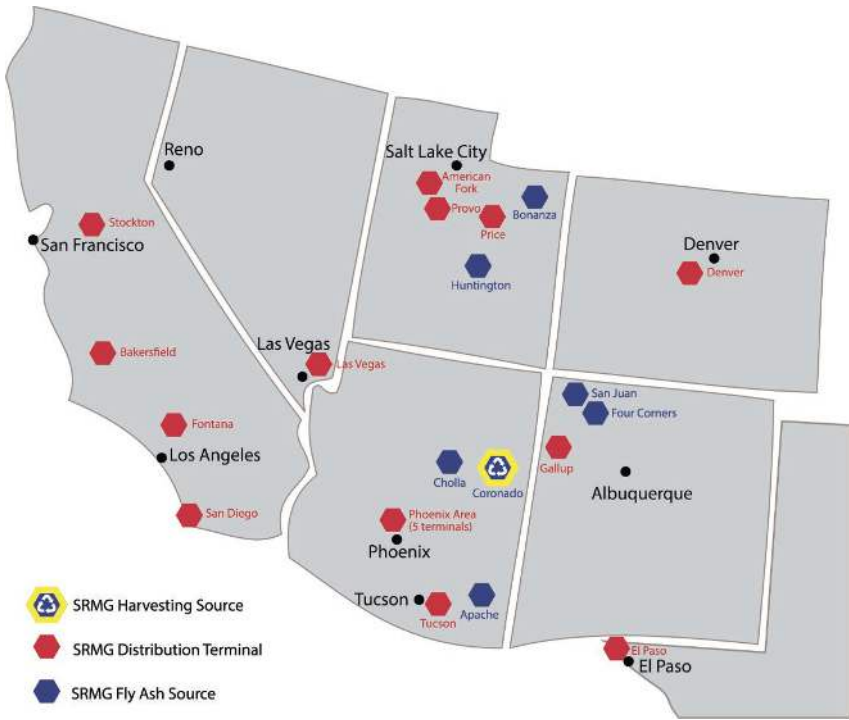 Reno
Salt Lake City
American
Fork
Provo
Price
Bonanza
Huntington
Stockton
San Francisco
Denver
Denver
Bakersfield
Las Vegas
Las Vegas
San Juan
Four Corners
Fontana
Los Angeles
Gallup
Cholla
Coronado
Albuquerque
San Diego
Phoenix Area
(5 terminals)
Phoenix
Tucson
Tucson
Apache
El Paso
El Paso
SRMG Harvesting Source
SRMG Distribution Terminal
SRMG Fly Ash Source